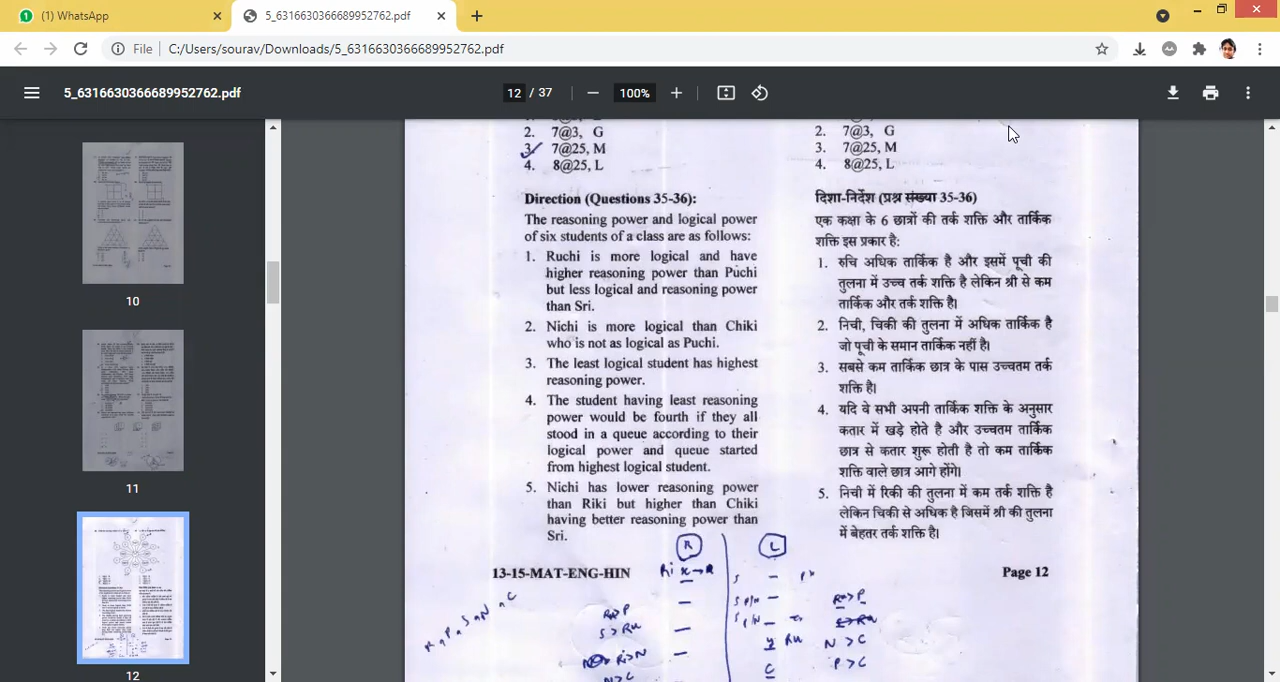 (1) WhatsApp
5_6316630366689952762.pdf
File
C:/Users/sourav/Downloads/5_6316630366689952762.pdf
5_6316630366689952762.pdf
12 / 37
100%
10
11
12
2. 7@3, G
3. 7@25, M
4. 8@25, L
Direction (Questions 35-36):
The reasoning power and logical power
of six students of a class are as follows:
1. Ruchi is more logical and have
higher reasoning power than Puchi
but less logical and reasoning power
than Sri.
2. Nichi is more logical than Chiki
who is not as logical as Puchi.
3. The least logical student has highest
reasoning power.
4. The student having least reasoning
power would be fourth if they all
stood in a queue according to their
logical power and queue started
from highest logical student.
5. Nichi has lower reasoning power
than Riki but higher than Chiki
having better reasoning power than
Sri.
13-15-MAT-ENG-HIN
2. 7@3, G
3. 7@25, M
4. 8@25, L
दिशा-निर्देश (प्रश्न संख्या 35-36)
एक कक्षा के 6 छात्रों की तर्क शक्ति और तार्किक
शक्ति इस प्रकार है:
1. रुचि अधिक तार्किक है और इसमें पूची की
तुलना में उच्च तर्क शक्ति है लेकिन श्री से कम
तार्किक और तर्क शक्ति है।
2. निची, चिकी की तुलना में अधिक तार्किक है
जो पूची के समान तार्किक नहीं है।
3. सबसे कम तार्किक छात्र के पास उच्चतम तर्क
शक्ति है।
4. यदि वे सभी अपनी तार्किक शक्ति के अनुसार
कतार में खड़े होते है और उच्चतम तार्किक
छात्र से कतार शुरू होती है तो कम तार्किक
शक्ति वाले छात्र आगे होंगे।
5. निची में रिकी की तुलना में कम तर्क शक्ति है
लेकिन चिकी से अधिक है जिसमें श्री की तुलना
में बेहतर तर्क शक्ति है।
Page 12
R
L
S>Ru
N>C
N > C
P > C
C